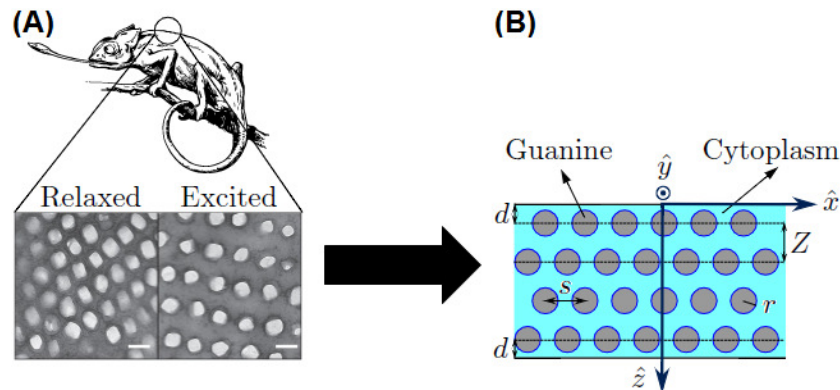 (A)
Relaxed Excited
(B)
Guanine Cytoplasm
ŷ
x̂
d
Z
s
r
d
ẑ